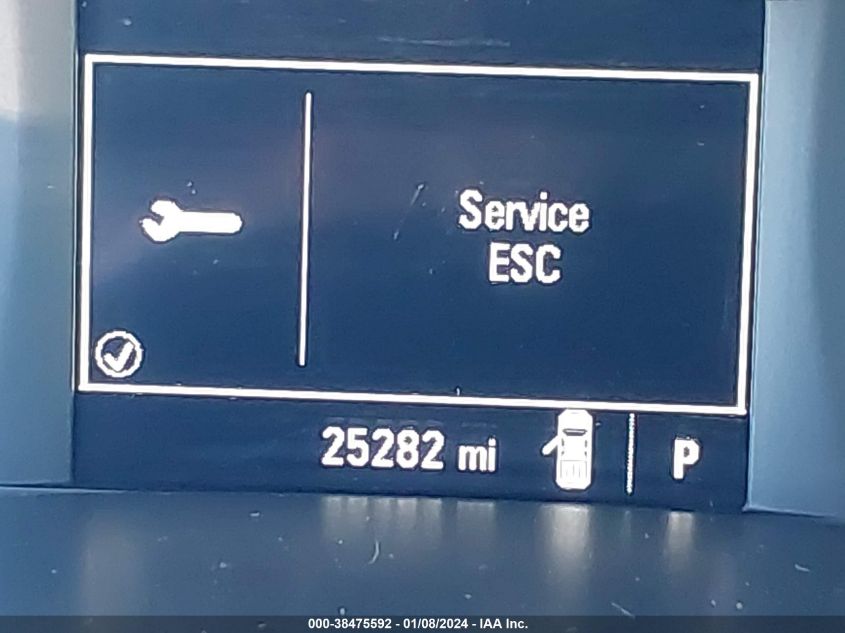 Service
ESC
25282 mi
P
000-38475592 - 01/08/2024 - IAA Inc.